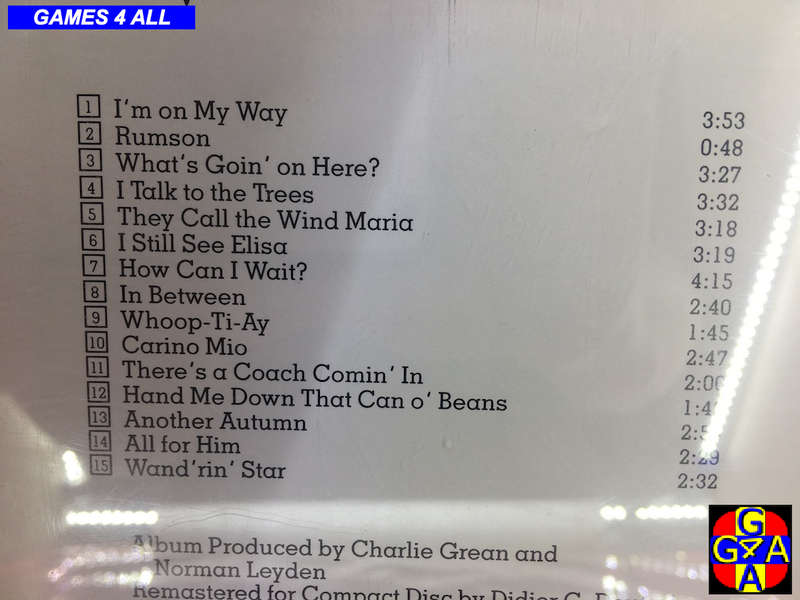 GAMES 4 ALL
1 I'm on My Way 3:53
2 Rumson 0:48
3 What's Goin' on Here? 3:27
4 I Talk to the Trees 3:32
5 They Call the Wind Maria 3:18
6 I Still See Elisa 3:19
7 How Can I Wait? 4:15
8 In Between 2:40
9 Whoop-Ti-Ay 1:45
10 Carino Mio 2:47
11 There's a Coach Comin' In
12 Hand Me Down That Can o' Beans
13 Another Autumn
14 All for Him 2:29
15 Wand'rin' Star 2:32
Album Produced by Charlie Grean and
Norman Leyden
Remastered for Compact Disc by Didier C.
G
G4A
A